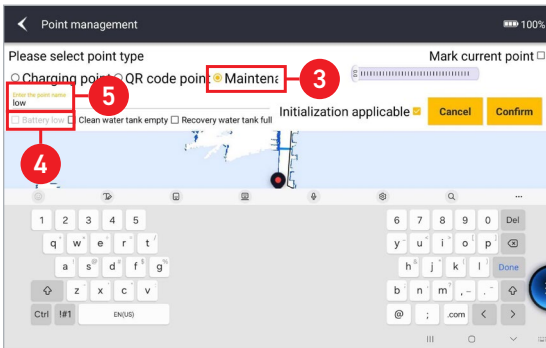 Point management
100%
Please select point type
Mark current point
Charging point QR code point Maintena
3
5
Enter the point name
low
Initialization applicable
Cancel
Confirm
Battery low Clean water tank empty Recovery water tank full
4
1 2 3 4 5 6 7 8 9 0 Del
q w e r t y u i o p
a s d f g h j k l Done
z x c v b n m , - .
Ctrl !#1 EN(US) @ ; .com < >